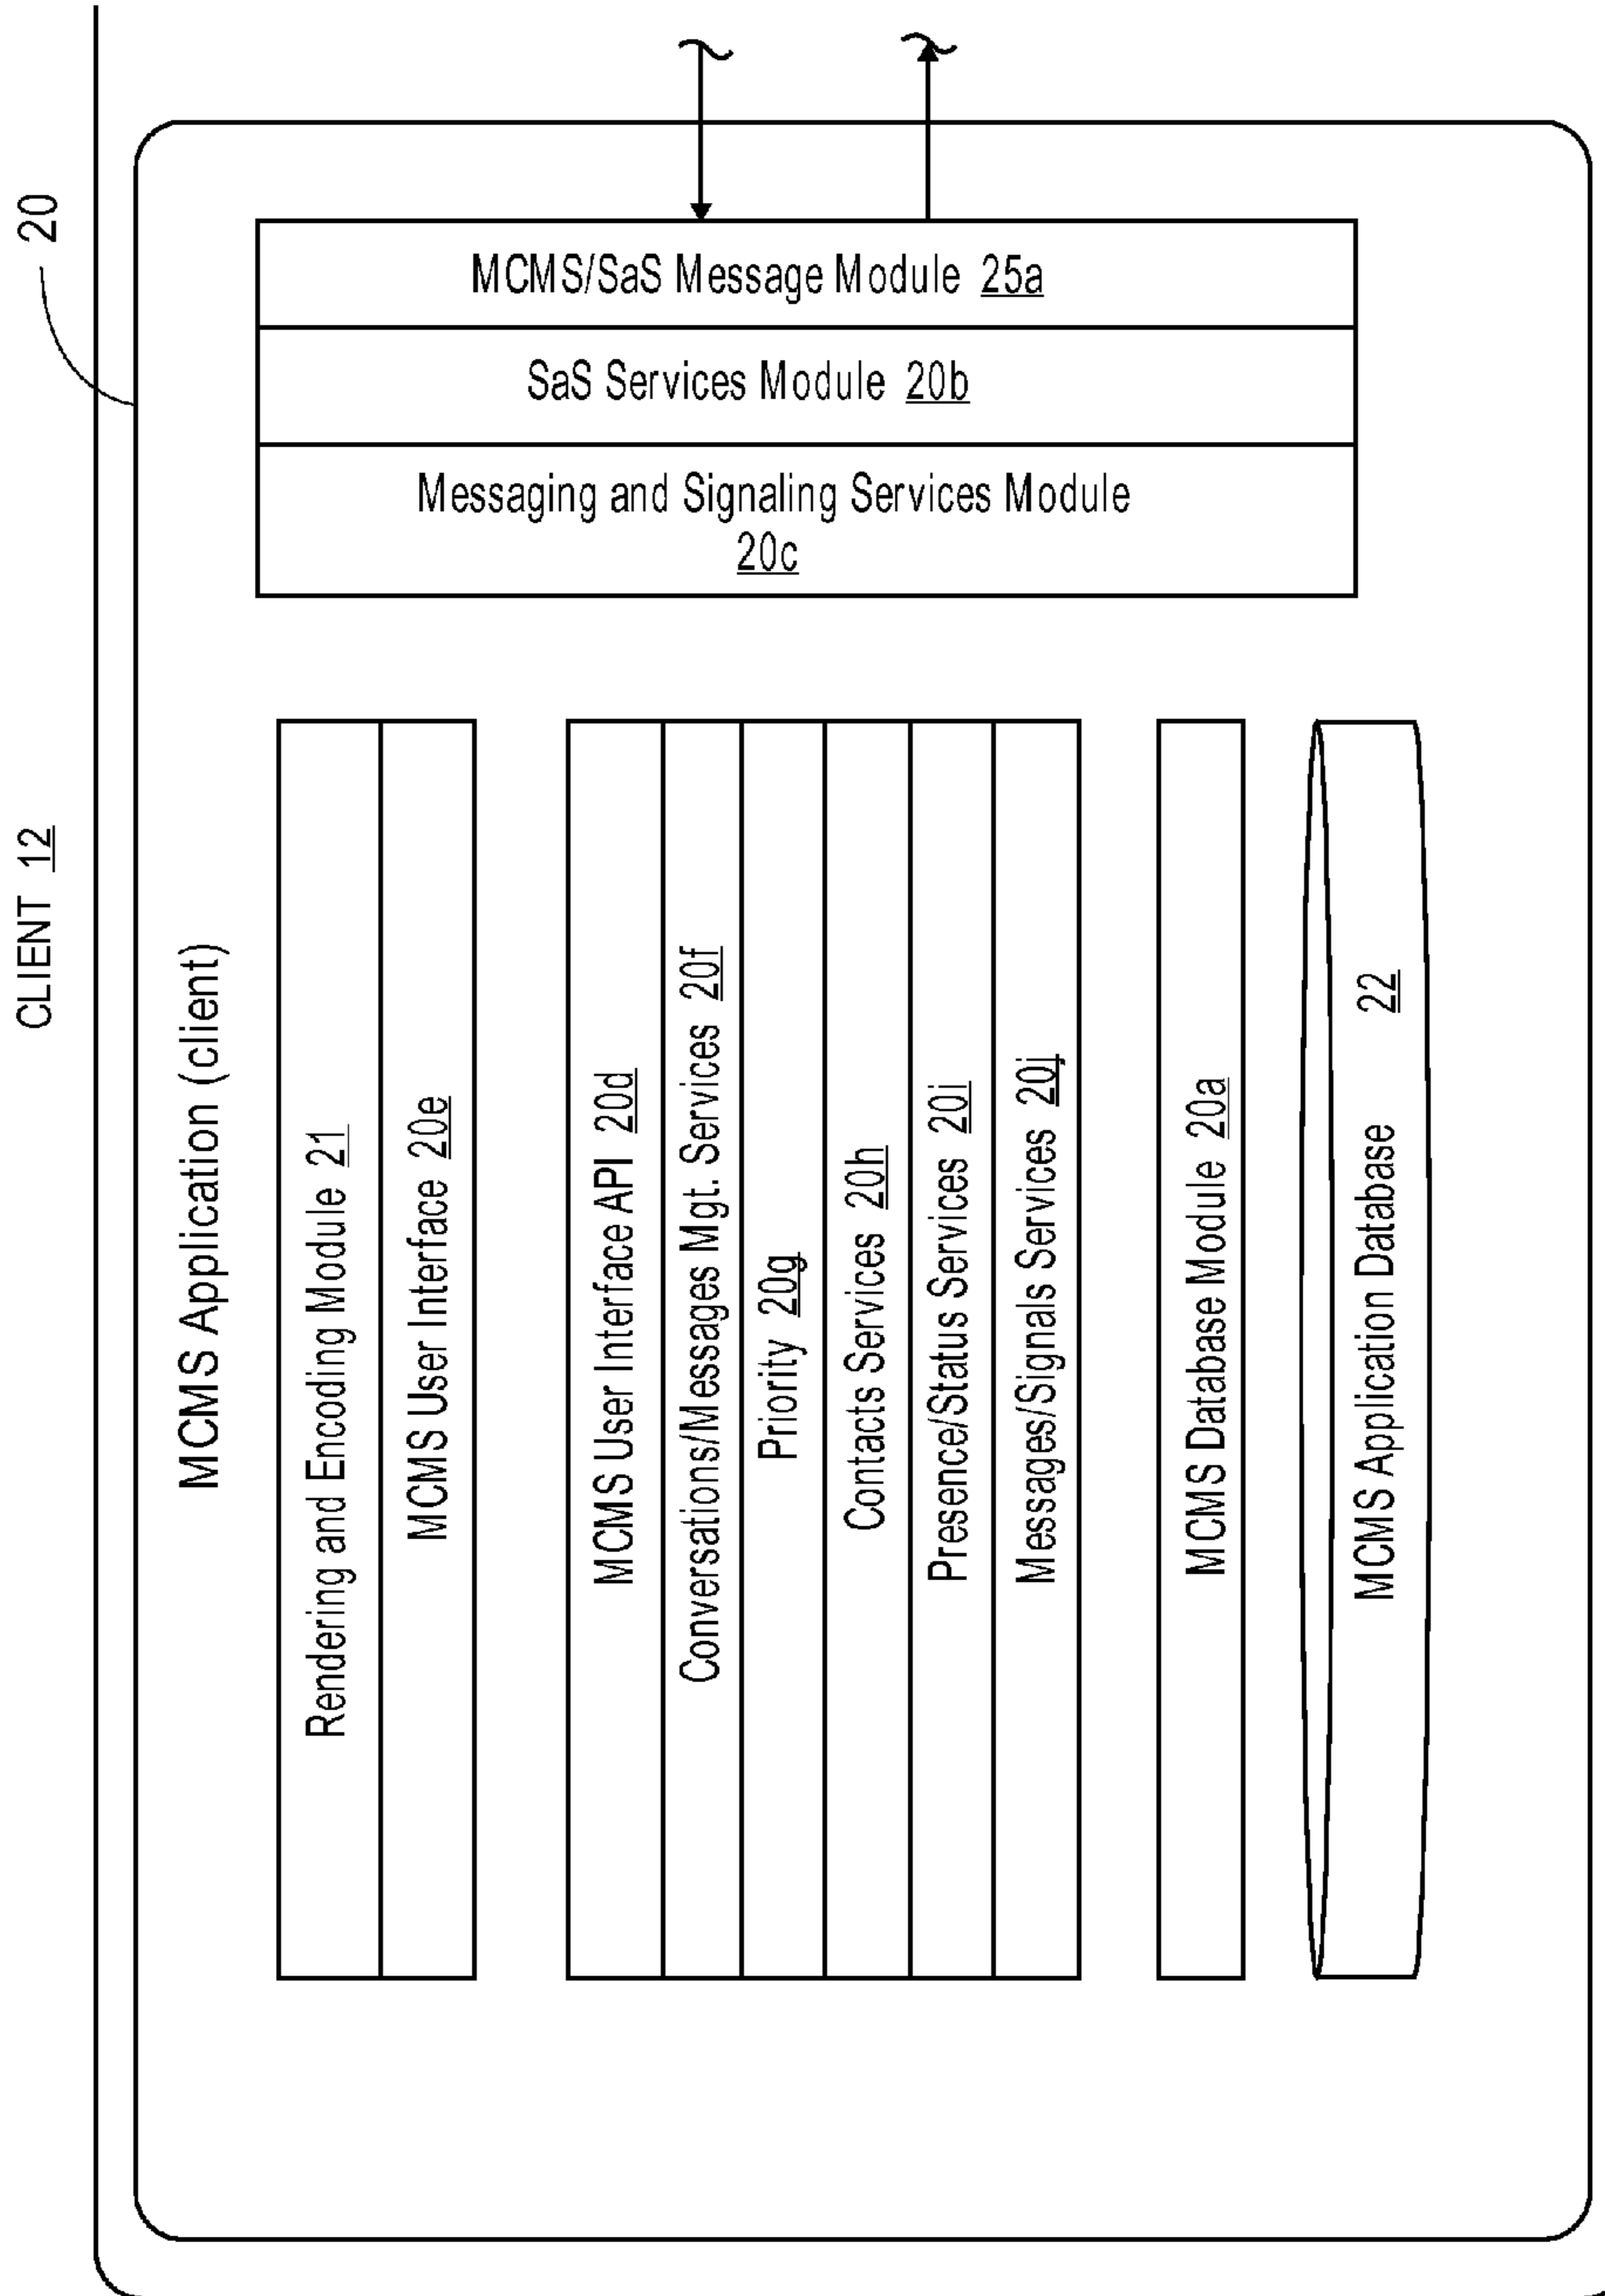 CLIENT 12
20
MCMS Application (client)
Rendering and Encoding Module 21
MCMS User Interface 20e
MCMS User Interface API 20d
Conversations/Messages Mgt. Services 20f
Priority 20g
Contacts Services 20h
Presence/Status Services 20i
Messages/Signals Services 20j
MCMS Database Module 20a
MCMS Application Database 22
MCMS/SaS Message Module 25a
SaS Services Module 20b
Messaging and Signaling Services Module
20c